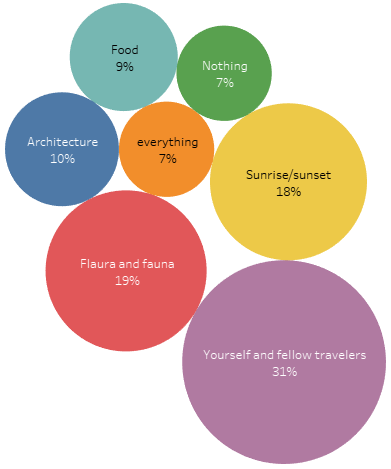 Food
9%
Nothing
7%
Architecture
10%
everything
7%
Sunrise/sunset
18%
Flaura and fauna
19%
Yourself and fellow travelers
31%